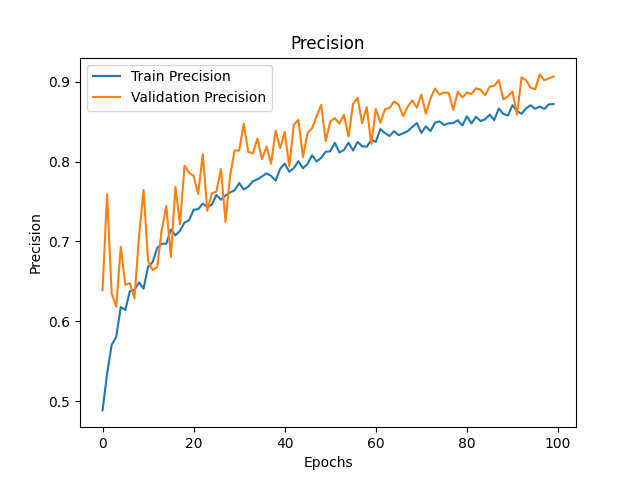 Precision
Train Precision
Validation Precision
Precision
0.9
0.8
0.7
0.6
0.5
0 20 40 60 80 100
Epochs